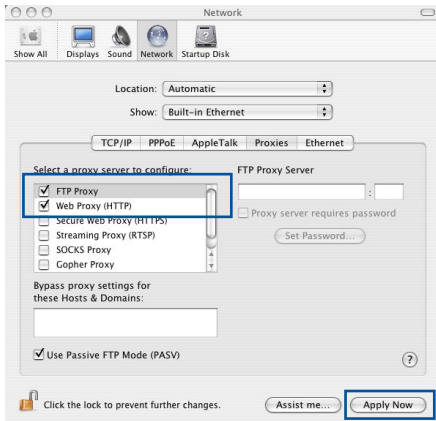 Network
Show All Displays Sound Network Startup Disk
Location: Automatic
Show: Built-in Ethernet
TCP/IP PPPoE AppleTalk Proxies Ethernet
Select a proxy server to configure: FTP Proxy Server
FTP Proxy
:
Web Proxy (HTTP)
Proxy server requires password
Secure Web Proxy (HTTPS)
Streaming Proxy (RTSP)
Set Password...
SOCKS Proxy
Gopher Proxy
Bypass proxy settings for
these Hosts & Domains:
Use Passive FTP Mode (PASV)
?
Click the lock to prevent further changes. Assist me... Apply Now